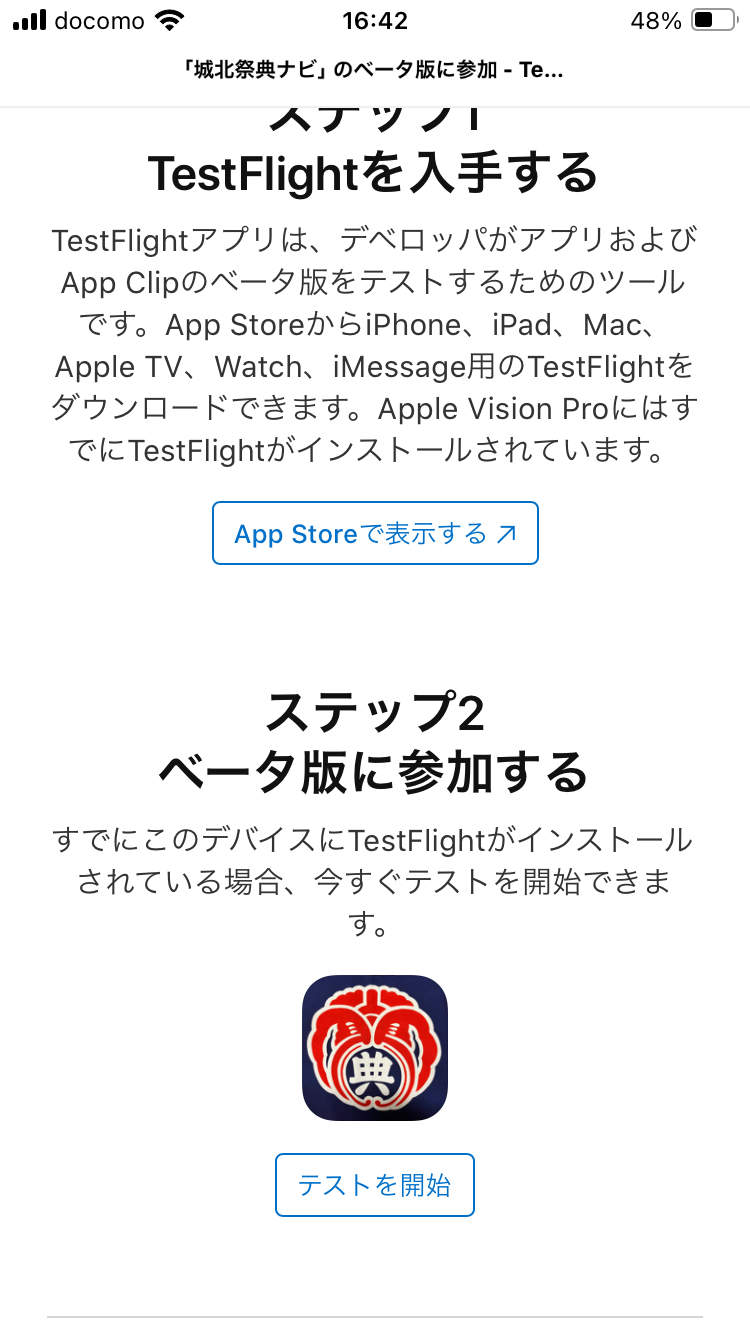 docomo 16:42 48%
「城北祭典ナビ」のベータ版に参加 - Te...
ステップ1
TestFlightを入手する
TestFlightアプリは、デベロッパがアプリおよび
App Clipのベータ版をテストするためのツール
です。App StoreからiPhone、iPad、Mac、
Apple TV、Watch、iMessage用のTestFlightを
ダウンロードできます。Apple Vision Proにはす
でにTestFlightがインストールされています。
App Storeで表示する ↗
ステップ2
ベータ版に参加する
すでにこのデバイスにTestFlightがインストール
されている場合、今すぐテストを開始できま
す。
典
テストを開始